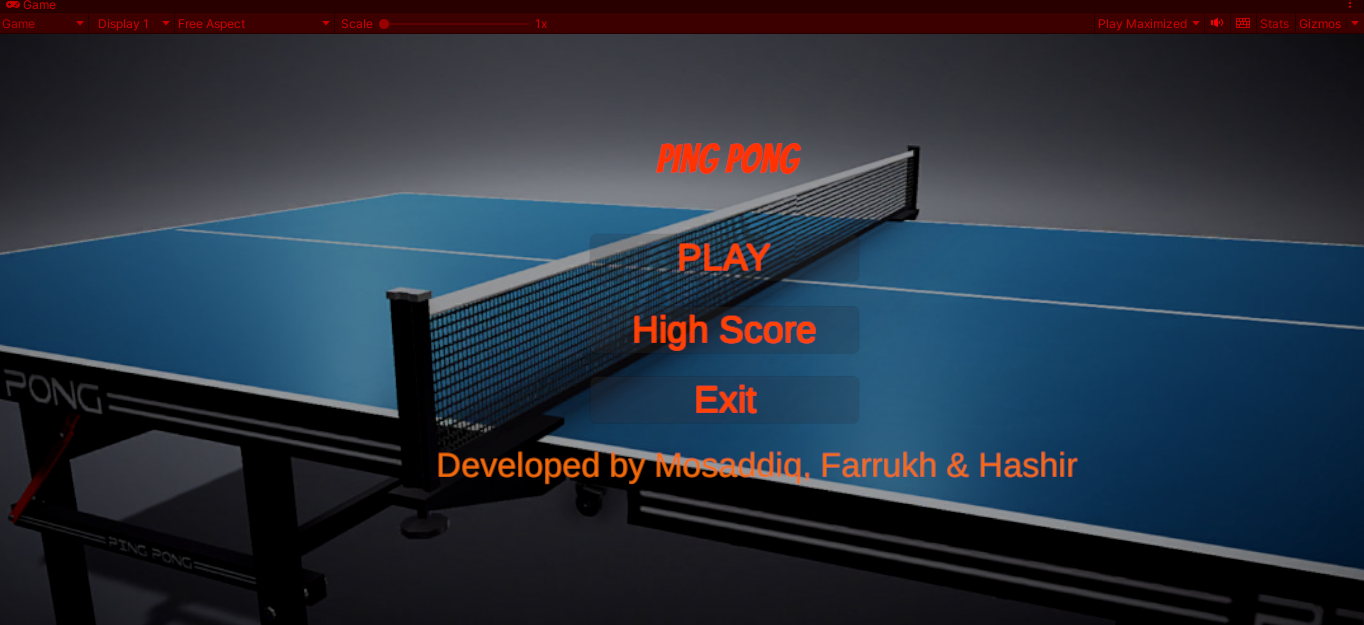 Game
Game Display 1 Free Aspect Scale 1x Play Maximized Stats Gizmos
PING PONG
PLAY
High Score
Exit
PONG
Developed by Mosaddiq, Farrukh & Hashir
PING PONG